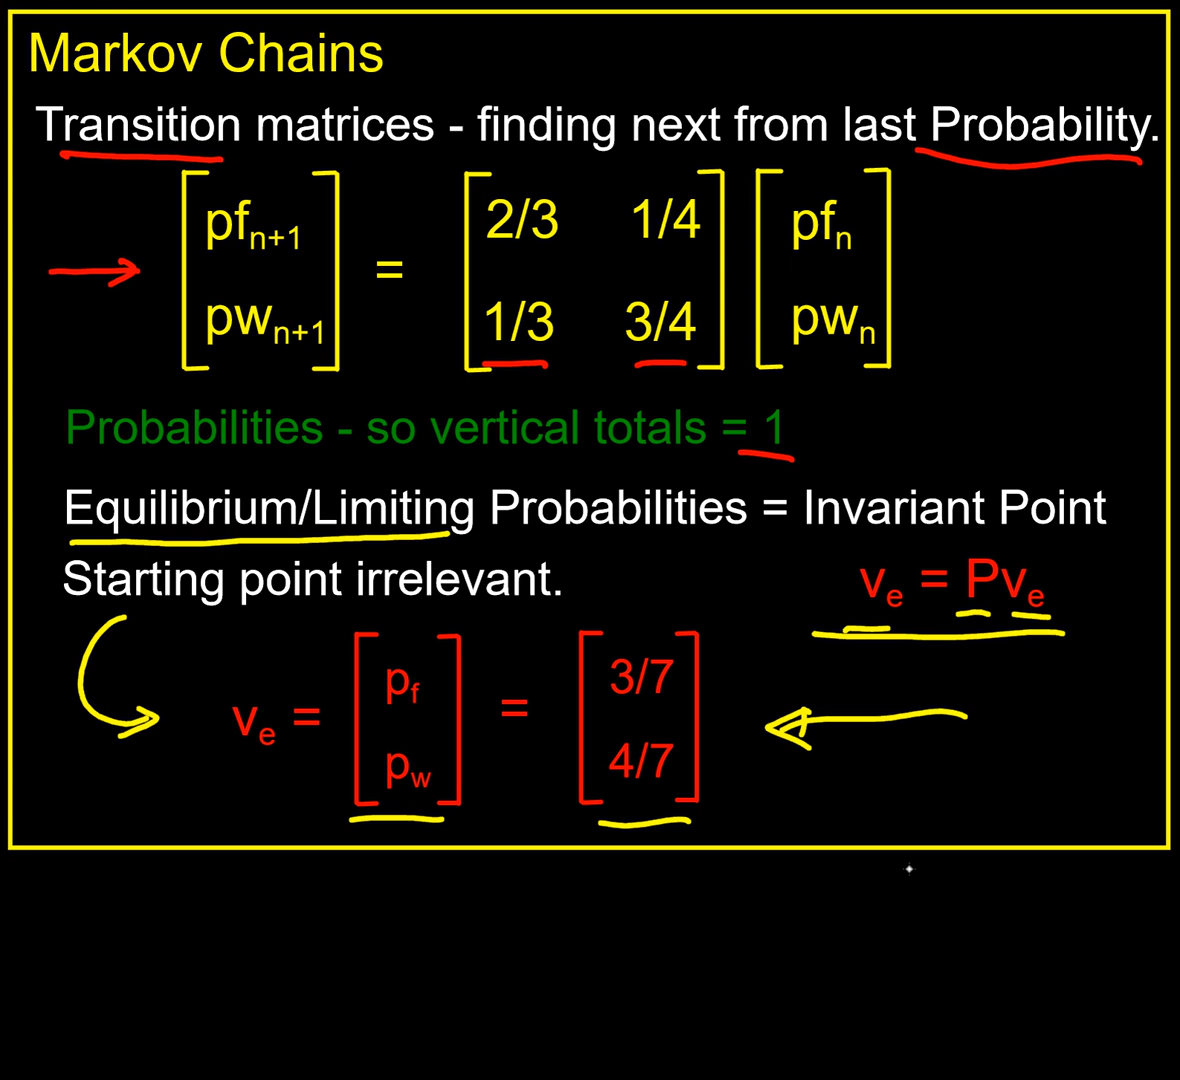 Markov Chains
Transition matrices - finding next from last Probability.
[pfn+1] = [2/3 1/4] [pfn]
[pwn+1] [1/3 3/4] [pwn]
Probabilities - so vertical totals = 1
Equilibrium/Limiting Probabilities = Invariant Point
Starting point irrelevant. ve = Pve
ve = [pf] = [3/7]
[pw] [4/7]